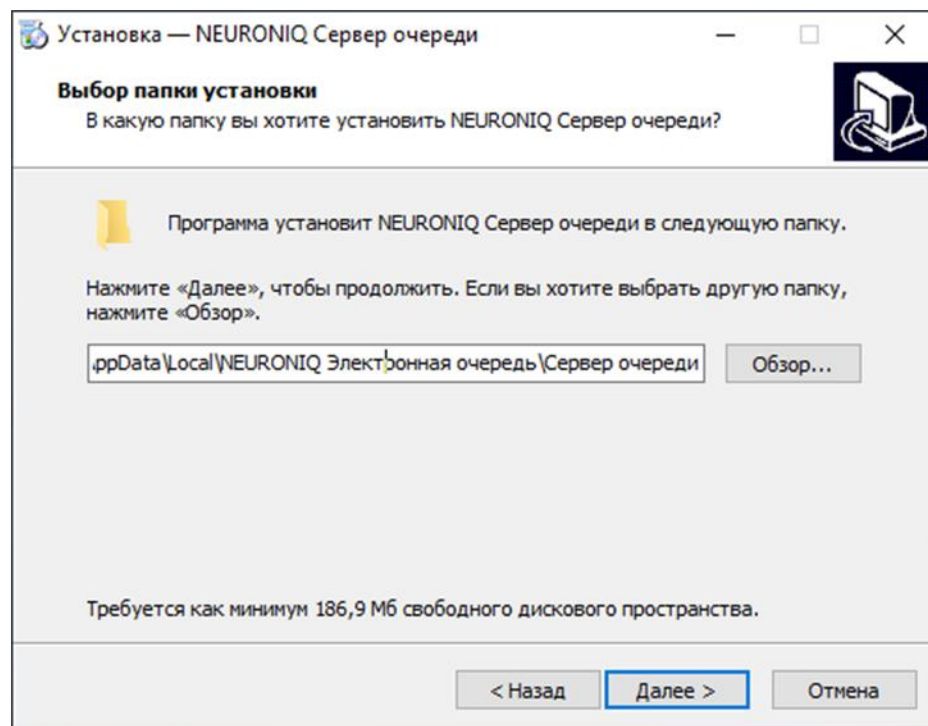 Установка — NEURONIQ Сервер очереди
Выбор папки установки
В какую папку вы хотите установить NEURONIQ Сервер очереди?
Программа установит NEURONIQ Сервер очереди в следующую папку.
Нажмите «Далее», чтобы продолжить. Если вы хотите выбрать другую папку,
нажмите «Обзор».
ppData\Local\NEURONIQ Электронная очередь\Сервер очереди
Обзор...
Требуется как минимум 186,9 Мб свободного дискового пространства.
< Назад
Далее >
Отмена